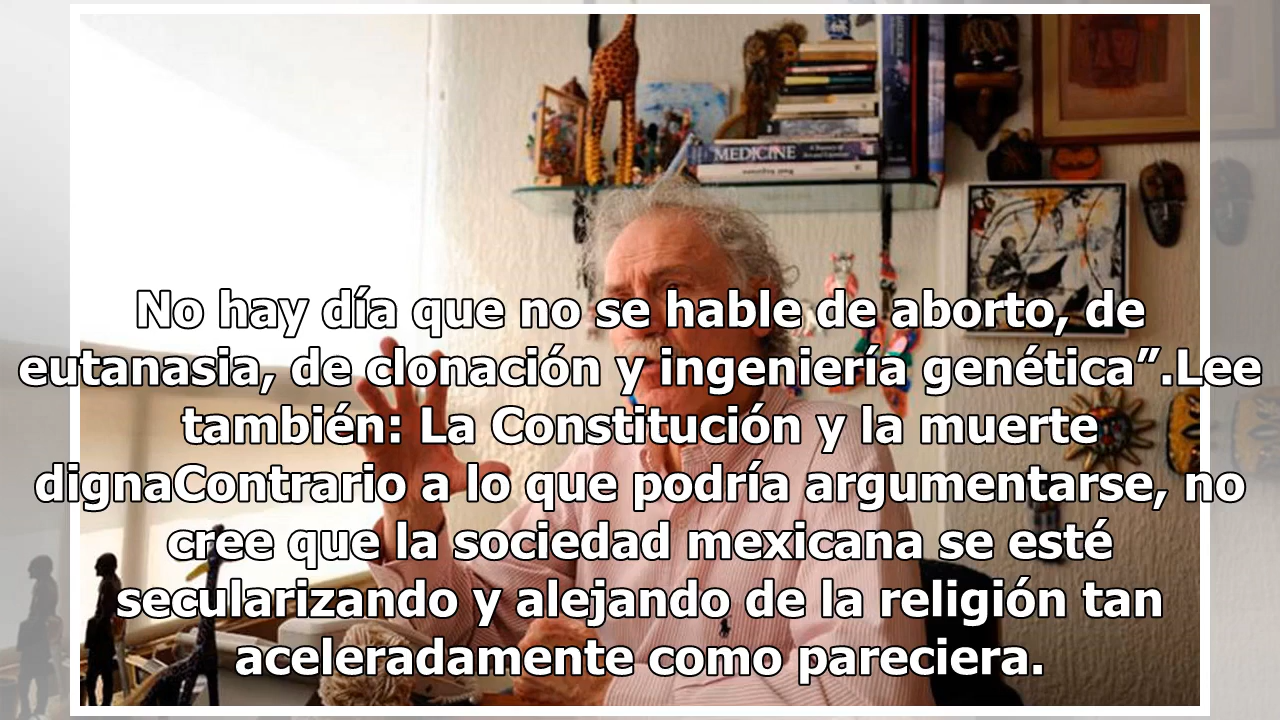 MEDICINE
No hay día que no se hable de aborto, de
eutanasia, de clonación y ingeniería genética”.Lee
también: La Constitución y la muerte
dignaContrario a lo que podría argumentarse, no
cree que la sociedad mexicana se esté
secularizando y alejando de la religión tan
aceleradamente como pareciera.